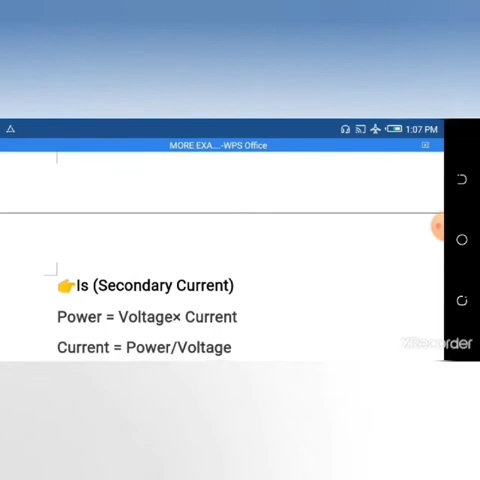 1:07 PM
MORE EXA...-WPS Office
👉Is (Secondary Current)
Power = Voltage× Current
Current = Power/Voltage
XRecorder